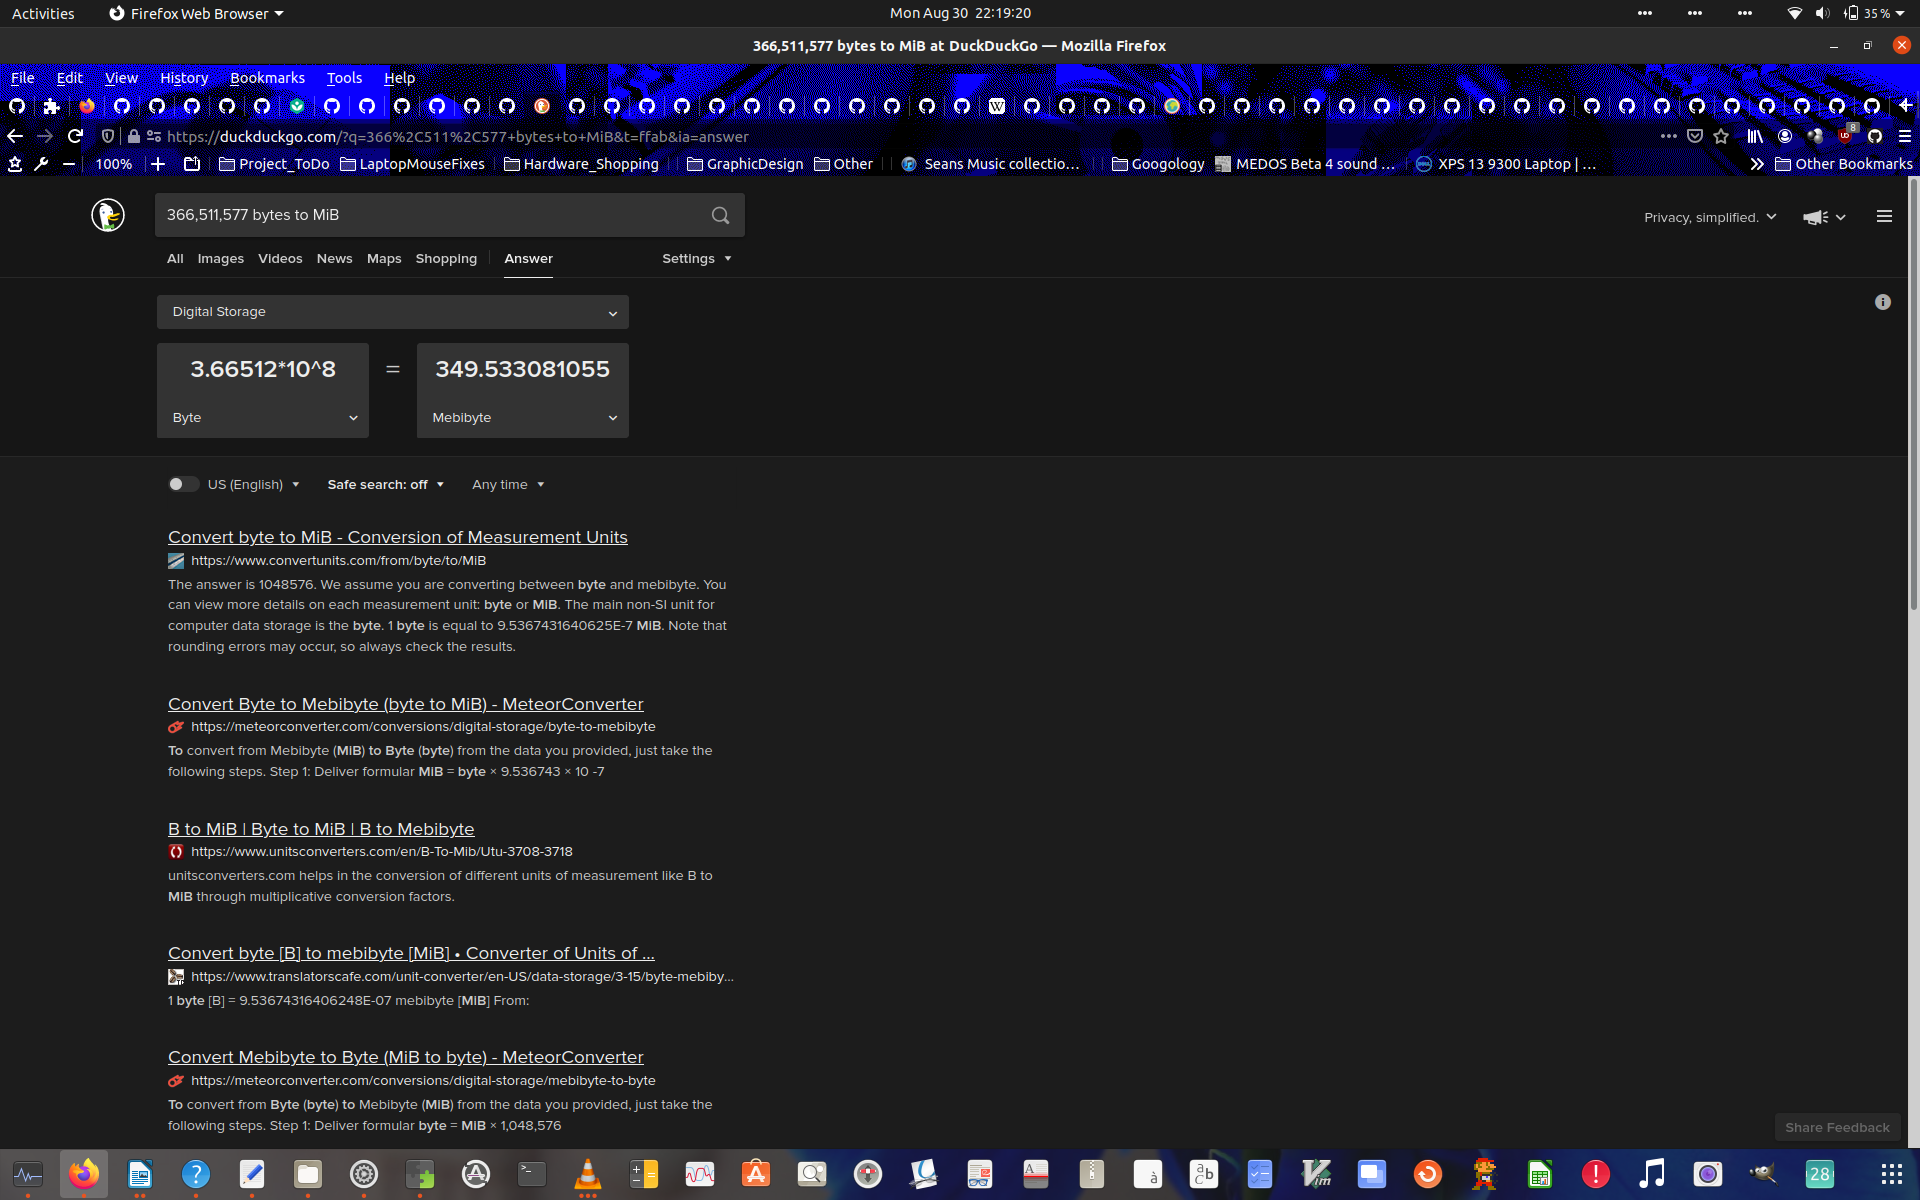 Activities
Firefox Web Browser
Mon Aug 30 22:19:20
35 %
366,511,577 bytes to MiB at DuckDuckGo — Mozilla Firefox
File Edit View History Bookmarks Tools Help
https://duckduckgo.com/?q=366%2C511%2C577+bytes+to+MiB&t=ffab&ia=answer
8
100%
Project_ToDo
LaptopMouseFixes
Hardware_Shopping
GraphicDesign
Other
Seans Music collectio…
Googology
MEDOS Beta 4 sound …
XPS 13 9300 Laptop | …
Other Bookmarks
366,511,577 bytes to MiB
Privacy, simplified.
All Images Videos News Maps Shopping Answer Settings
Digital Storage
3.66512*10^8 = 349.533081055
Byte Mebibyte
US (English) Safe search: off Any time
Convert byte to MiB - Conversion of Measurement Units
https://www.convertunits.com/from/byte/to/MiB
The answer is 1048576. We assume you are converting between byte and mebibyte. You
can view more details on each measurement unit: byte or MiB. The main non-SI unit for
computer data storage is the byte. 1 byte is equal to 9.5367431640625E-7 MiB. Note that
rounding errors may occur, so always check the results.
Convert Byte to Mebibyte (byte to MiB) - MeteorConverter
https://meteorconverter.com/conversions/digital-storage/byte-to-mebibyte
To convert from Mebibyte (MiB) to Byte (byte) from the data you provided, just take the
following steps. Step 1: Deliver formular MiB = byte × 9.536743 × 10 -7
B to MiB | Byte to MiB | B to Mebibyte
https://www.unitsconverters.com/en/B-To-Mib/Utu-3708-3718
unitsconverters.com helps in the conversion of different units of measurement like B to
MiB through multiplicative conversion factors.
Convert byte [B] to mebibyte [MiB] • Converter of Units of ...
https://www.translatorscafe.com/unit-converter/en-US/data-storage/3-15/byte-mebiby...
1 byte [B] = 9.53674316406248E-07 mebibyte [MiB] From:
Convert Mebibyte to Byte (MiB to byte) - MeteorConverter
https://meteorconverter.com/conversions/digital-storage/mebibyte-to-byte
To convert from Byte (byte) to Mebibyte (MiB) from the data you provided, just take the
following steps. Step 1: Deliver formular byte = MiB × 1,048,576
Share Feedback
28